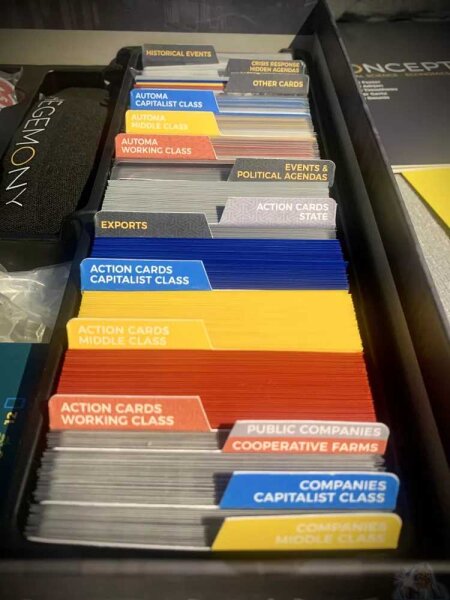 HISTORICAL EVENTS
CRISIS RESPONSE
HIDDEN AGENDAS
OTHER CARDS
AUTOMA
CAPITALIST CLASS
AUTOMA
MIDDLE CLASS
AUTOMA
WORKING CLASS
EVENTS &
POLITICAL AGENDAS
ACTION CARDS
STATE
EXPORTS
ACTION CARDS
CAPITALIST CLASS
ACTION CARDS
MIDDLE CLASS
ACTION CARDS
WORKING CLASS
PUBLIC COMPANIES
COOPERATIVE FARMS
COMPANIES
CAPITALIST CLASS
COMPANIES
MIDDLE CLASS
EGEMONY
ONCEPT
12